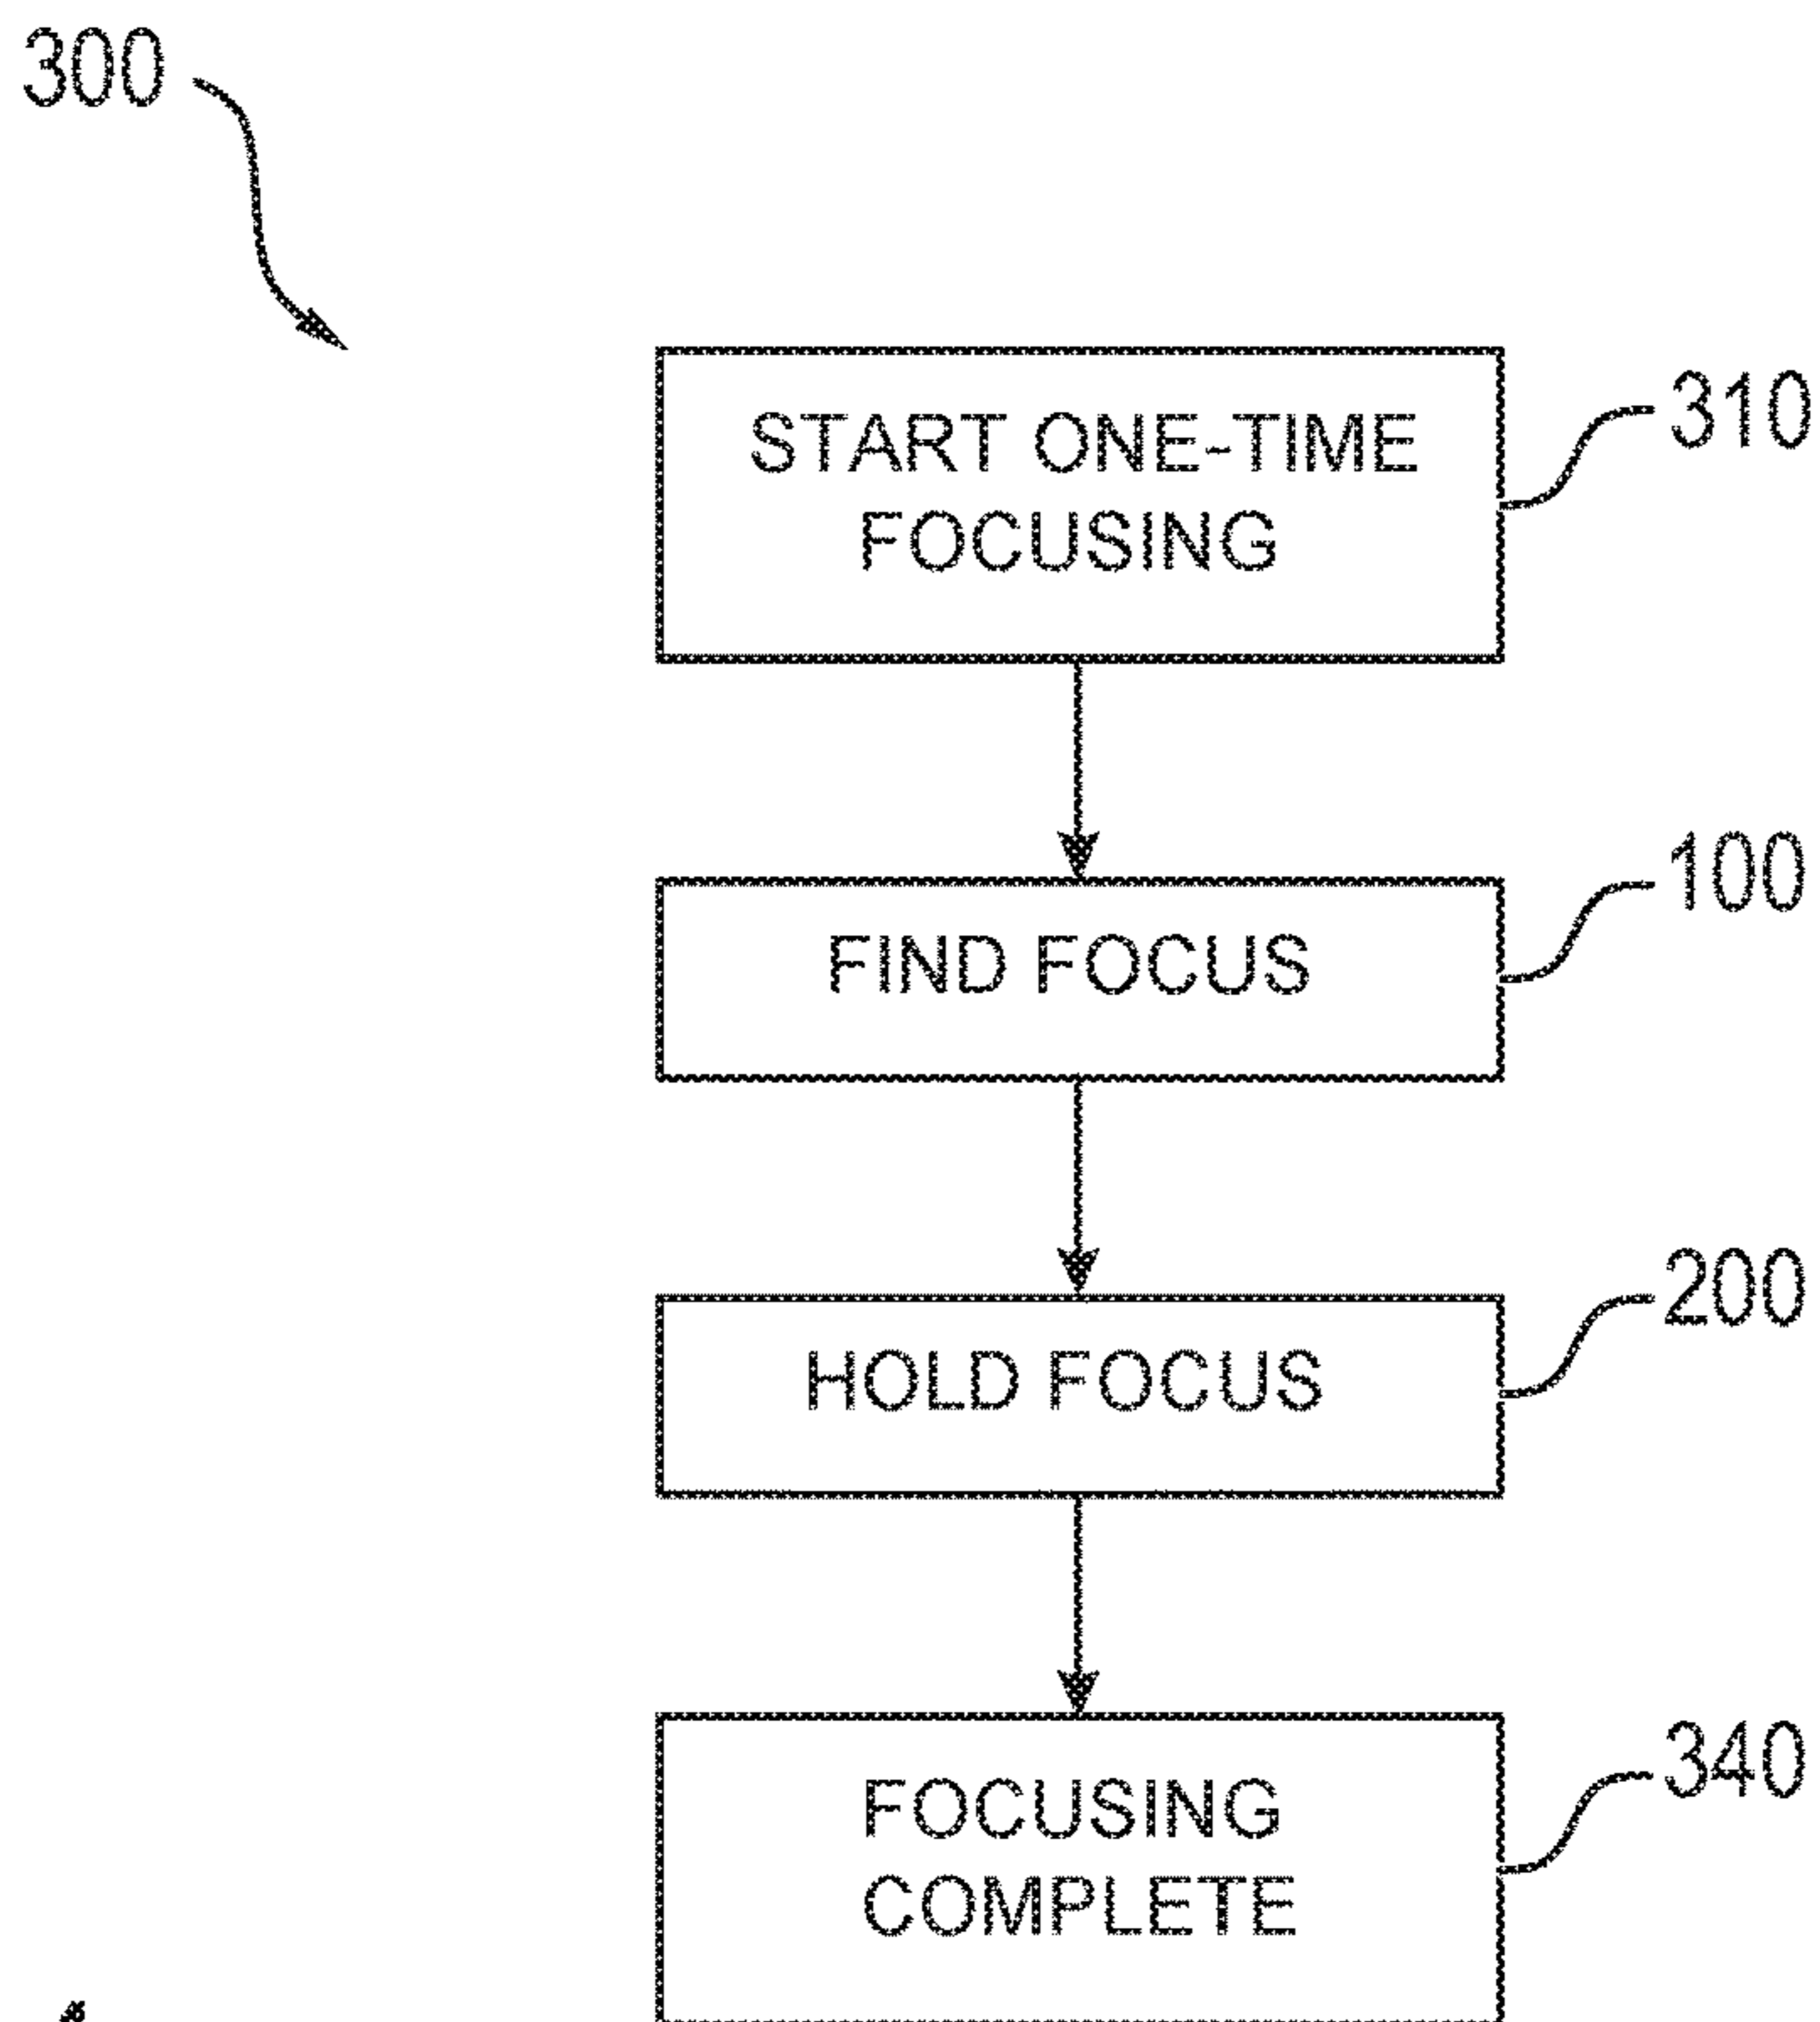 300
START ONE-TIME
FOCUSING
310
FIND FOCUS
100
HOLD FOCUS
200
FOCUSING
COMPLETE
340